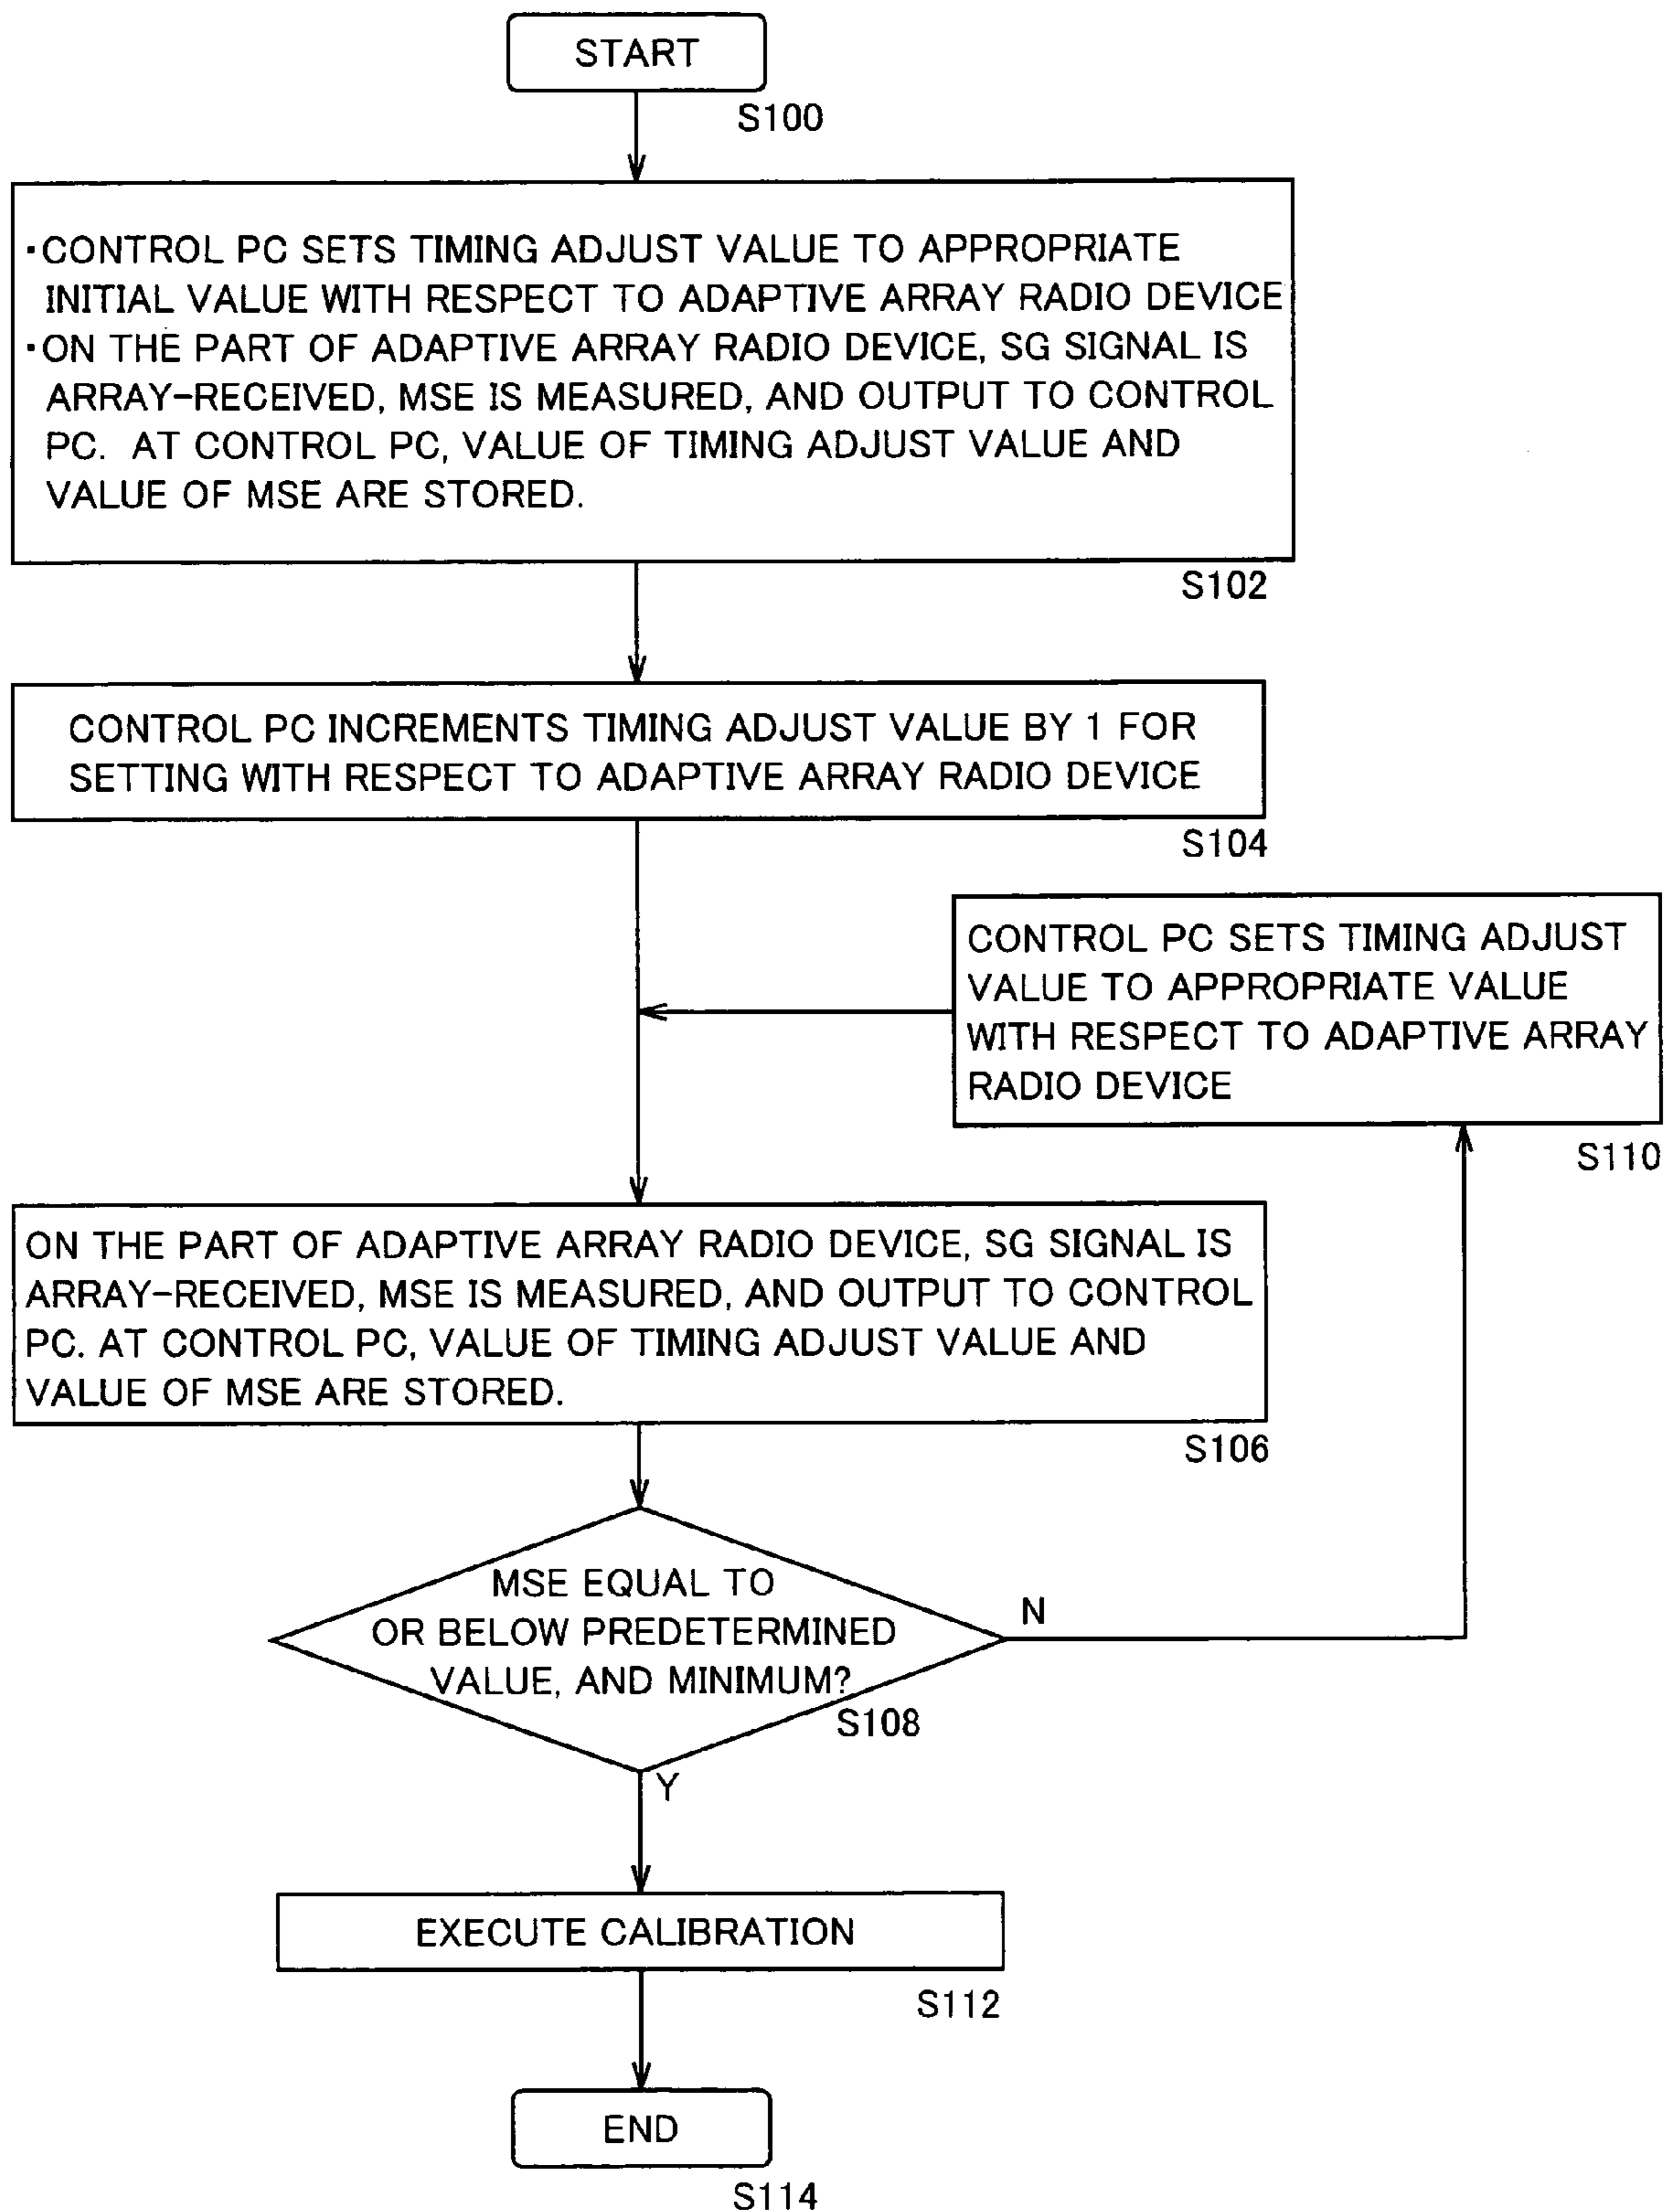 START
S100
·CONTROL PC SETS TIMING ADJUST VALUE TO APPROPRIATE
INITIAL VALUE WITH RESPECT TO ADAPTIVE ARRAY RADIO DEVICE
·ON THE PART OF ADAPTIVE ARRAY RADIO DEVICE, SG SIGNAL IS
ARRAY-RECEIVED, MSE IS MEASURED, AND OUTPUT TO CONTROL
PC. AT CONTROL PC, VALUE OF TIMING ADJUST VALUE AND
VALUE OF MSE ARE STORED.
S102
CONTROL PC INCREMENTS TIMING ADJUST VALUE BY 1 FOR
SETTING WITH RESPECT TO ADAPTIVE ARRAY RADIO DEVICE
S104
CONTROL PC SETS TIMING ADJUST
VALUE TO APPROPRIATE VALUE
WITH RESPECT TO ADAPTIVE ARRAY
RADIO DEVICE
S110
ON THE PART OF ADAPTIVE ARRAY RADIO DEVICE, SG SIGNAL IS
ARRAY-RECEIVED, MSE IS MEASURED, AND OUTPUT TO CONTROL
PC. AT CONTROL PC, VALUE OF TIMING ADJUST VALUE AND
VALUE OF MSE ARE STORED.
S106
MSE EQUAL TO
OR BELOW PREDETERMINED
VALUE, AND MINIMUM?
N
S108
Y
EXECUTE CALIBRATION
S112
END
S114